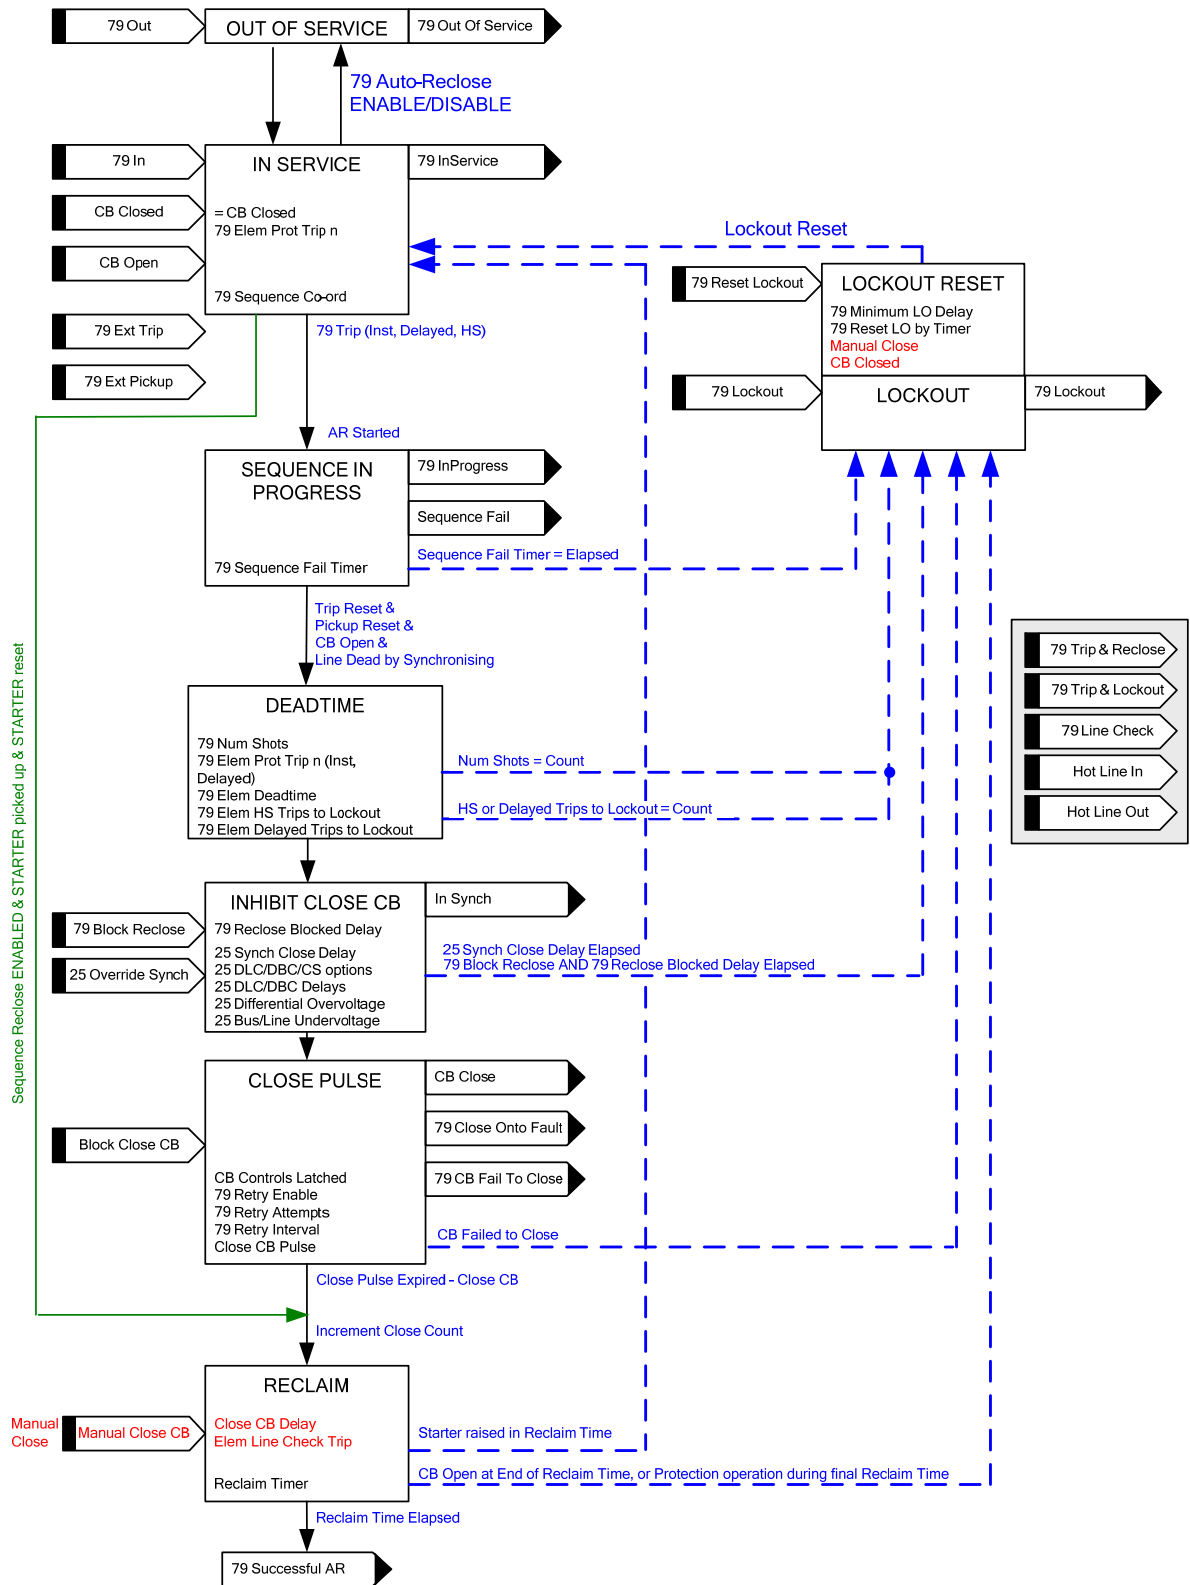 79 Out
OUT OF SERVICE
79 Out Of Service
79 Auto-Reclose
ENABLE/DISABLE
79 In
IN SERVICE
79 InService
CB Closed
= CB Closed
79 Elem Prot Trip n
CB Open
79 Sequence Co-ord
79 Ext Trip
79 Trip (Inst, Delayed, HS)
79 Ext Pickup
Lockout Reset
79 Reset Lockout
LOCKOUT RESET
79 Minimum LO Delay
79 Reset LO by Timer
Manual Close
CB Closed
79 Lockout
LOCKOUT
79 Lockout
AR Started
SEQUENCE IN
PROGRESS
79 InProgress
Sequence Fail
79 Sequence Fail Timer
Sequence Fail Timer = Elapsed
Trip Reset &
Pickup Reset &
CB Open &
Line Dead by Synchronising
79 Trip & Reclose
79 Trip & Lockout
79 Line Check
Hot Line In
Hot Line Out
DEADTIME
79 Num Shots
79 Elem Prot Trip n (Inst,
Delayed)
79 Elem Deadtime
79 Elem HS Trips to Lockout
79 Elem Delayed Trips to Lockout
Num Shots = Count
HS or Delayed Trips to Lockout = Count
Sequence Reclose ENABLED & STARTER picked up & STARTER reset
INHIBIT CLOSE CB
In Synch
79 Block Reclose
79 Reclose Blocked Delay
25 Override Synch
25 Synch Close Delay
25 DLC/DBC/CS options
25 DLC/DBC Delays
25 Differential Overvoltage
25 Bus/Line Undervoltage
25 Synch Close Delay Elapsed
79 Block Reclose AND 79 Reclose Blocked Delay Elapsed
CLOSE PULSE
CB Close
79 Close Onto Fault
Block Close CB
79 CB Fail To Close
CB Controls Latched
79 Retry Enable
79 Retry Attempts
79 Retry Interval
Close CB Pulse
CB Failed to Close
Close Pulse Expired - Close CB
Increment Close Count
RECLAIM
Manual
Close
Manual Close CB
Close CB Delay
Elem Line Check Trip
Reclaim Timer
Starter raised in Reclaim Time
CB Open at End of Reclaim Time, or Protection operation during final Reclaim Time
Reclaim Time Elapsed
79 Successful AR